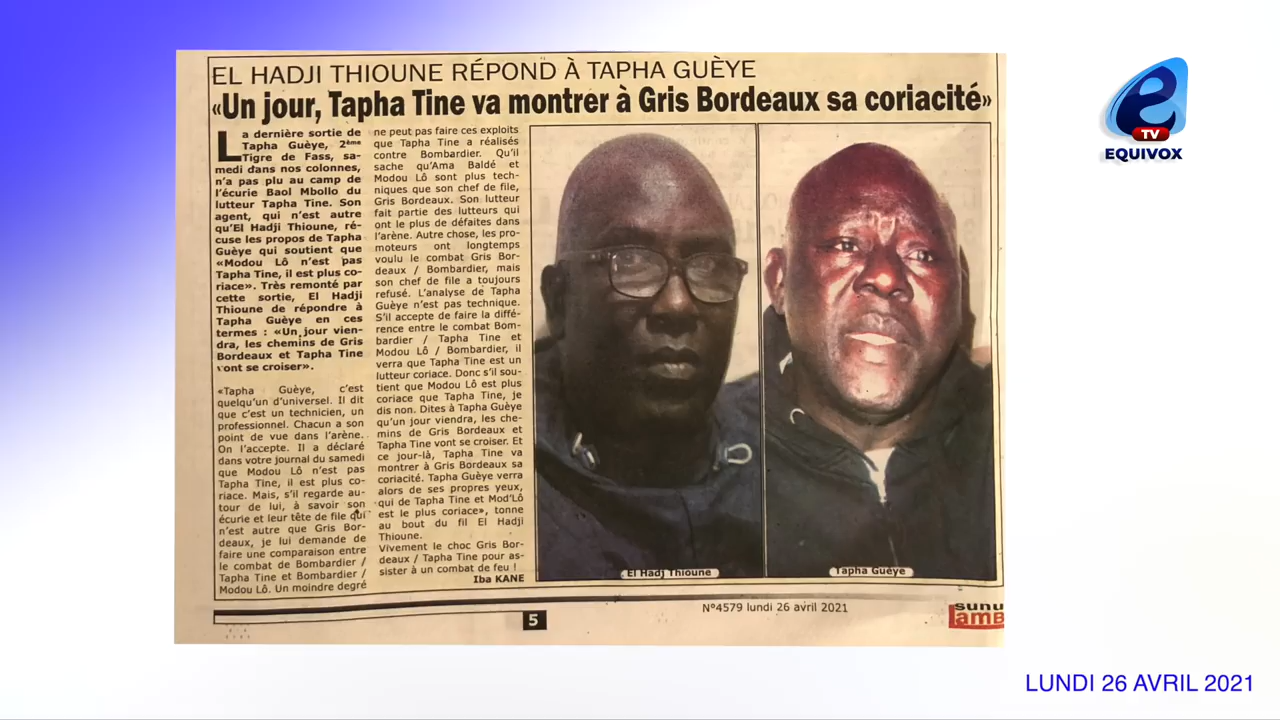 EL HADJI THIOUNE RÉPOND À TAPHA GUÈYE
«Un jour, Tapha Tine va montrer à Gris Bordeaux sa coriacité»
La dernière sortie de
Tapha Guèye, 2ème
Tigre de Fass, sa-
medi dans nos colonnes,
n'a pas plu au camp de
l'écurie Baol Mbollo du
lutteur Tapha Tine. Son
agent, qui n'est autre
qu'El Hadji Thioune, ré-
cuse les propos de Tapha
Guèye qui soutient que
«Modou Lô n'est pas
Tapha Tine, il est plus co-
riace». Très remonté par
cette sortie, El Hadji
Thioune de répondre à
Tapha Guèye en ces
termes : «Un jour vien-
dra, les chemins de Gris
Bordeaux et Tapha Tine
vont se croiser».
«Tapha Guèye, c'est
quelqu'un d'universel. Il dit
que c'est un technicien, un
professionnel. Chacun a son
point de vue dans l'arène.
On l'accepte. Il a déclaré
dans votre journal du samedi
que Modou Lô n'est pas
Tapha Tine, il est plus co-
riace. Mais, s'il regarde au-
tour de lui, à savoir son
écurie et leur tête de file qui
n'est autre que Gris Bor-
deaux, je lui demande de
faire une comparaison entre
le combat de Bombardier /
Tapha Tine et Bombardier /
Modou Lô. Un moindre degré
ne peut pas faire ces exploits
que Tapha Tine a réalisés
contre Bombardier. Qu'il
sache qu'Ama Baldé et
Modou Lô sont plus tech-
niques que son chef de file,
Gris Bordeaux. Son lutteur
fait partie des lutteurs qui
ont le plus de défaites dans
l'arène. Autre chose, les pro-
moteurs ont longtemps
voulu le combat Gris Bor-
deaux / Bombardier, mais
son chef de file a toujours
refusé. L'analyse de Tapha
Guèye n'est pas technique.
S'il accepte de faire la diffé-
rence entre le combat Bom-
bardier / Tapha Tine et
Modou Lô / Bombardier, il
verra que Tapha Tine est un
lutteur coriace. Donc s'il sou-
tient que Modou Lô est plus
coriace que Tapha Tine, je
dis non. Dites à Tapha Guèye
qu'un jour viendra, les che-
mins de Gris Bordeaux et
Tapha Tine vont se croiser. Et
ce jour-là, Tapha Tine va
montrer à Gris Bordeaux sa
coriacité. Tapha Guèye verra
alors de ses propres yeux,
qui de Tapha Tine et Mod'Lô
est le plus coriace», tonne
au bout du fil El Hadji
Thioune.
Vivement le choc Gris Bor-
deaux / Tapha Tine pour as-
sister à un combat de feu !
Iba KANE
El Hadj Thioune
Tapha Guèye
5
N°4579 lundi 26 avril 2021
sunu
Lamb
e
TV
EQUIVOX
LUNDI 26 AVRIL 2021